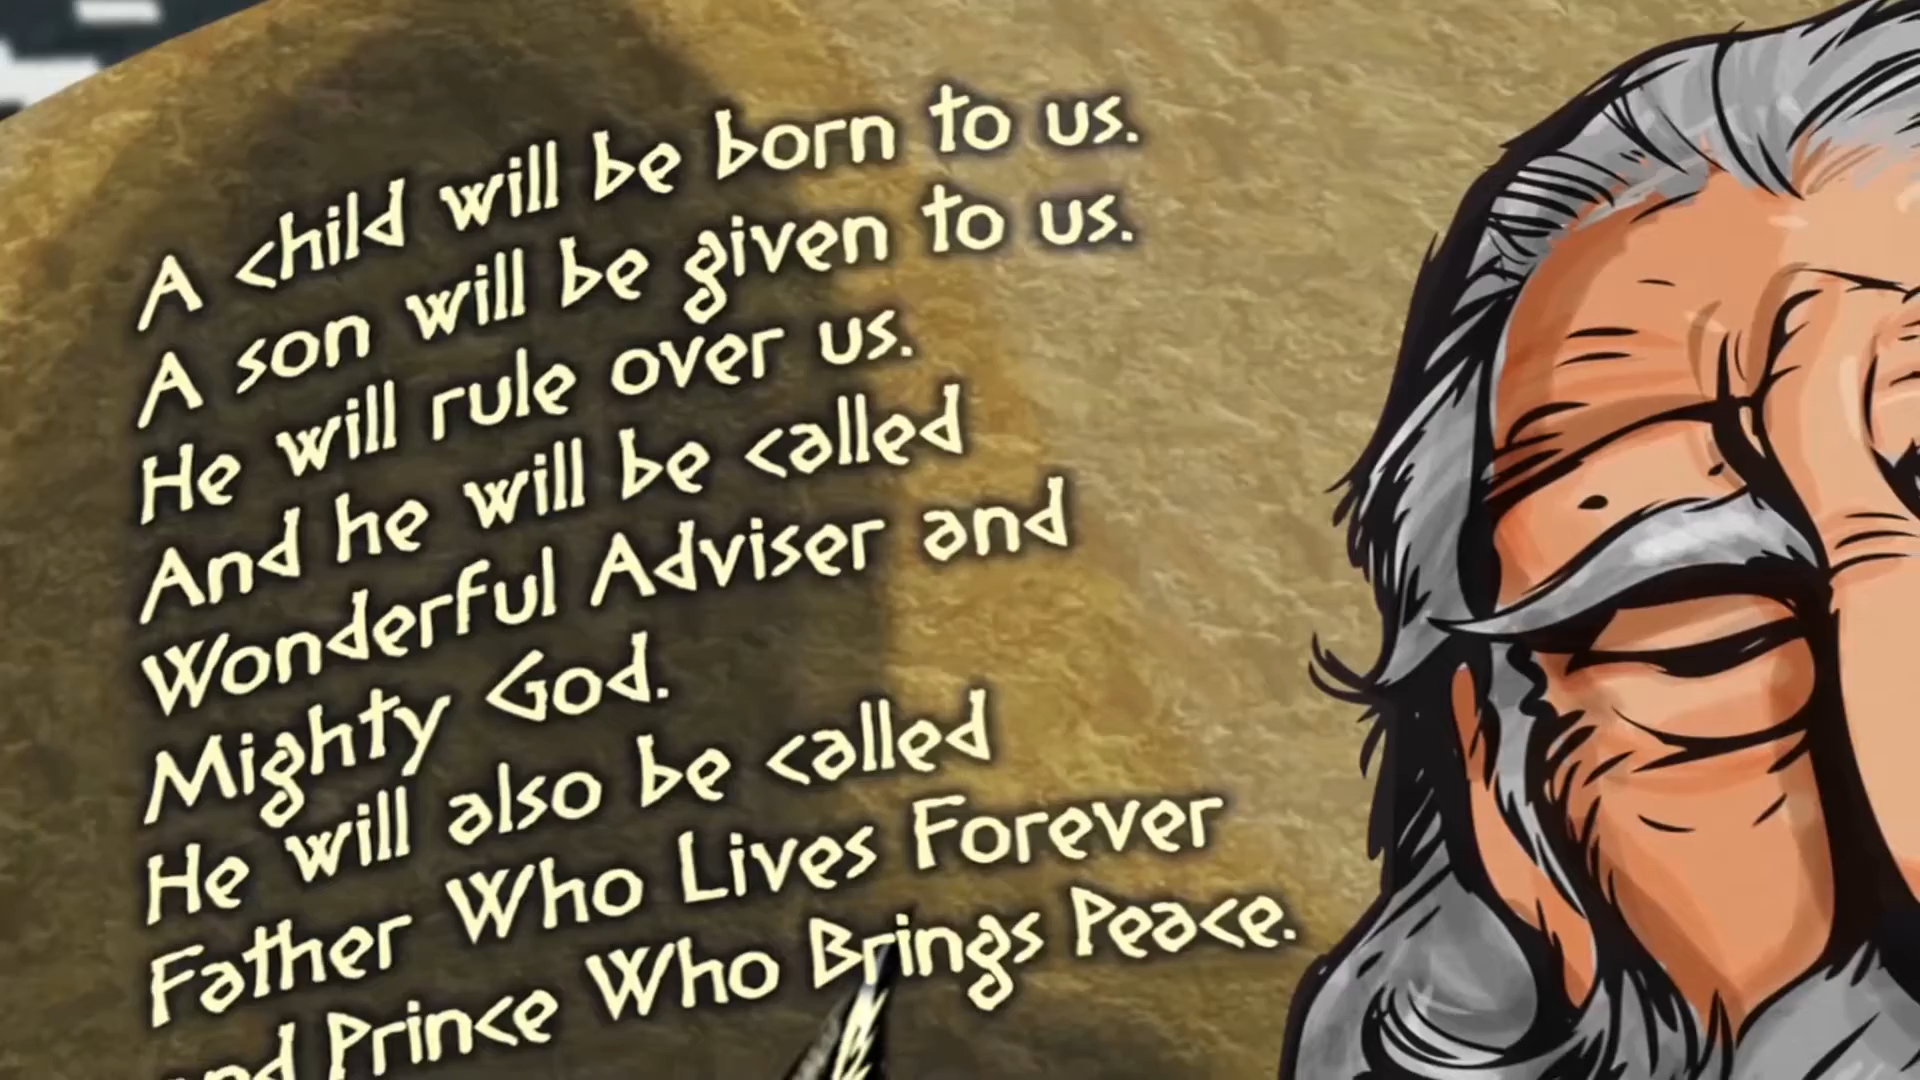 A child will be born to us.
A son will be given to us.
He will rule over us.
And he will be called
Wonderful Adviser and
Mighty God.
He will also be called
Father Who Lives Forever
and Prince Who Brings Peace.